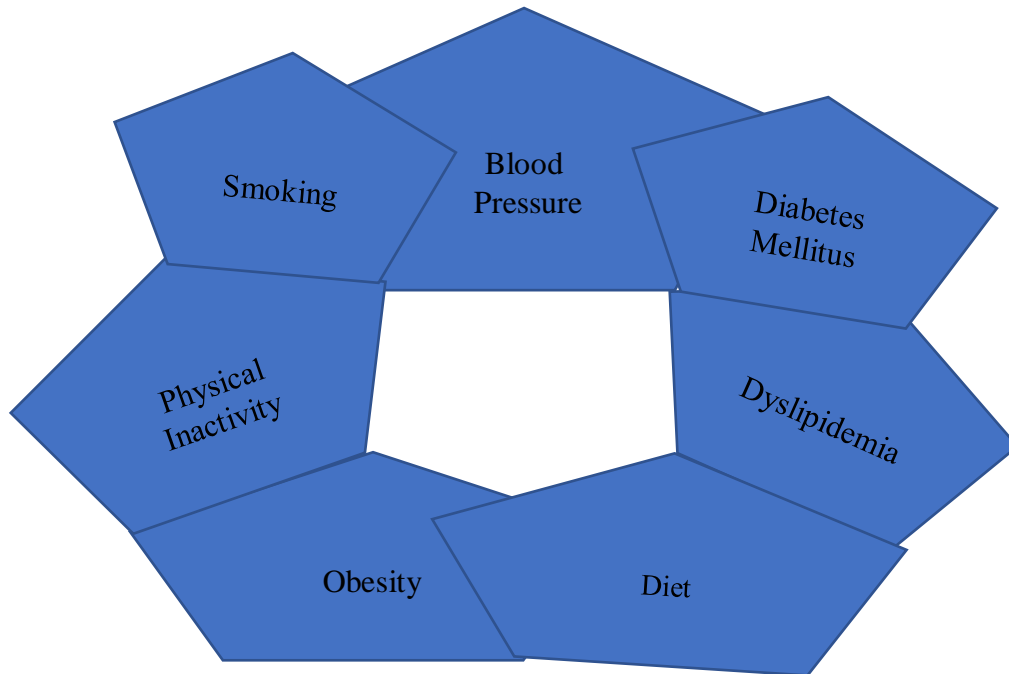 Blood
Pressure
Smoking
Diabetes
Mellitus
Physical
Inactivity
Dyslipidemia
Obesity
Diet